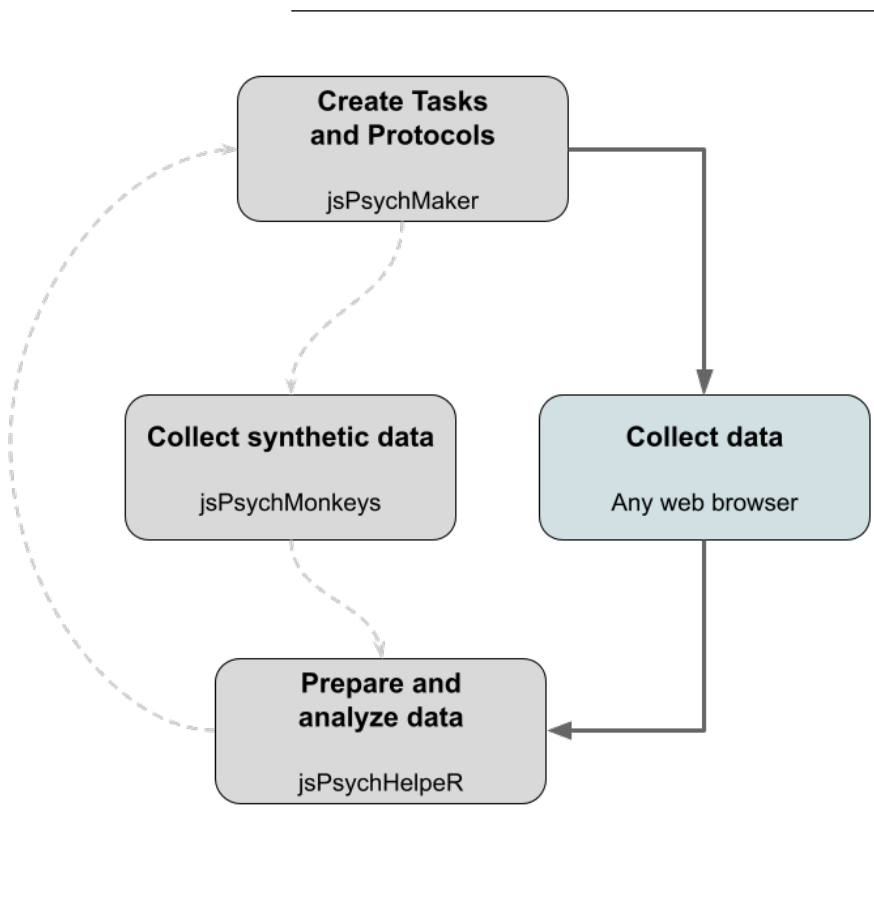 Create Tasks
and Protocols
jsPsychMaker
Collect synthetic data
jsPsychMonkeys
Collect data
Any web browser
Prepare and
analyze data
jsPsychHelpeR